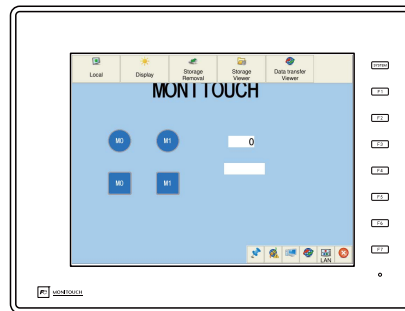 Local Display Storage Removal Storage Viewer Data transfer Viewer
MONITOUCH
M0 M1
0
M0 M1
LAN
SYSTEM
F1
F2
F3
F4
F5
F6
F7
MONITOUCH